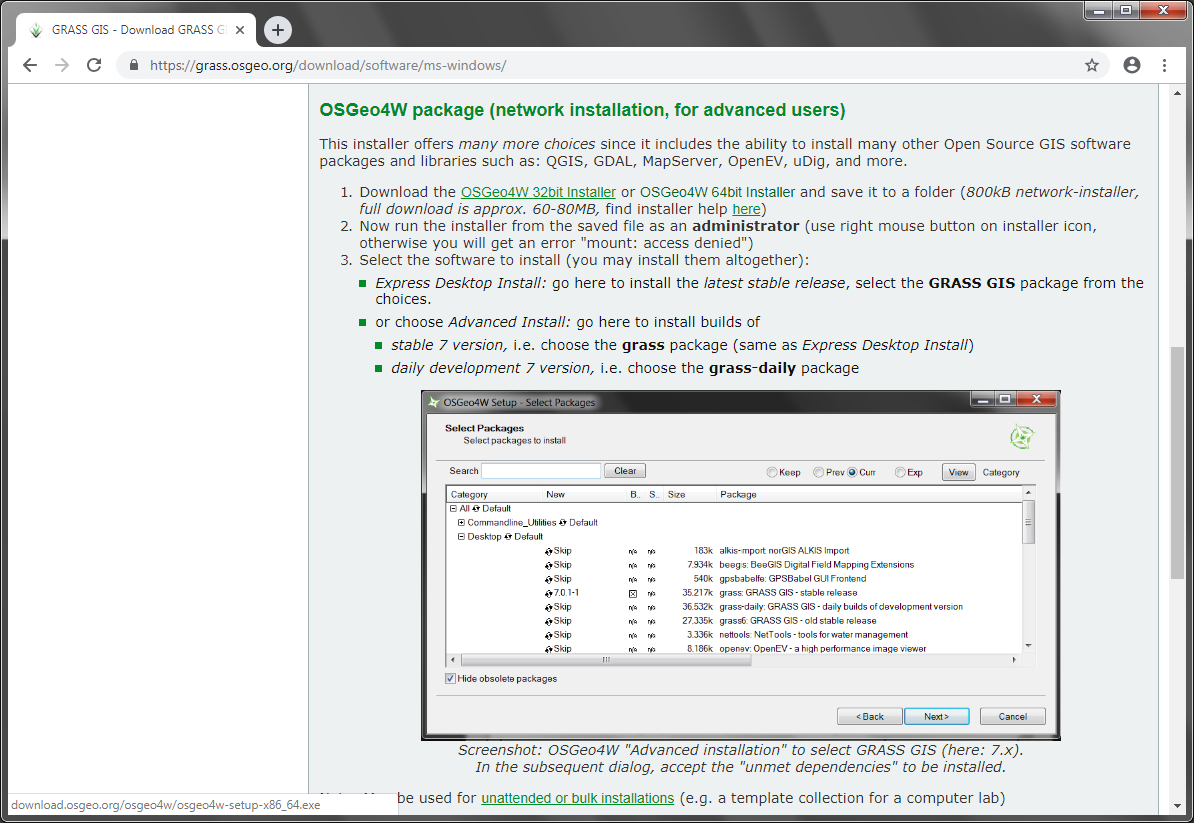 GRASS GIS - Download GRASS G
https://grass.osgeo.org/download/software/ms-windows/
OSGeo4W package (network installation, for advanced users)
This installer offers many more choices since it includes the ability to install many other Open Source GIS software
packages and libraries such as: QGIS, GDAL, MapServer, OpenEV, uDig, and more.
1. Download the OSGeo4W 32bit Installer or OSGeo4W 64bit Installer and save it to a folder (800kB network-installer,
full download is approx. 60-80MB, find installer help here)
2. Now run the installer from the saved file as an administrator (use right mouse button on installer icon,
otherwise you will get an error "mount: access denied")
3. Select the software to install (you may install them altogether):
Express Desktop Install: go here to install the latest stable release, select the GRASS GIS package from the
choices.
or choose Advanced Install: go here to install builds of
stable 7 version, i.e. choose the grass package (same as Express Desktop Install)
daily development 7 version, i.e. choose the grass-daily package
OSGeo4W Setup - Select Packages
Select Packages
Select packages to install
Search Clear Keep Prev Curr Exp View Category
Category New B.. S.. Size Package
All Default
Commandline_Utilities Default
Desktop Default
Skip n/a n/a 183k alkis-import: norGIS ALKIS Import
Skip n/a n/a 7.934k beegis: BeeGIS Digital Field Mapping Extensions
Skip n/a n/a 540k gpsbabelfe: GPSBabel GUI Frontend
7.0.1-1 n/a 35.217k grass: GRASS GIS - stable release
Skip n/a n/a 36.532k grass-daily: GRASS GIS - daily builds of development version
Skip n/a n/a 27.335k grass6: GRASS GIS - old stable release
Skip n/a n/a 3.336k nettools: NetTools - tools for water management
Skip n/a n/a 8.186k openev: OpenEV - a high performance image viewer
Hide obsolete packages
< Back Next > Cancel
Screenshot: OSGeo4W "Advanced installation" to select GRASS GIS (here: 7.x).
In the subsequent dialog, accept the "unmet dependencies" to be installed.
be used for unattended or bulk installations (e.g. a template collection for a computer lab)
download.osgeo.org/osgeo4w/osgeo4w-setup-x86_64.exe